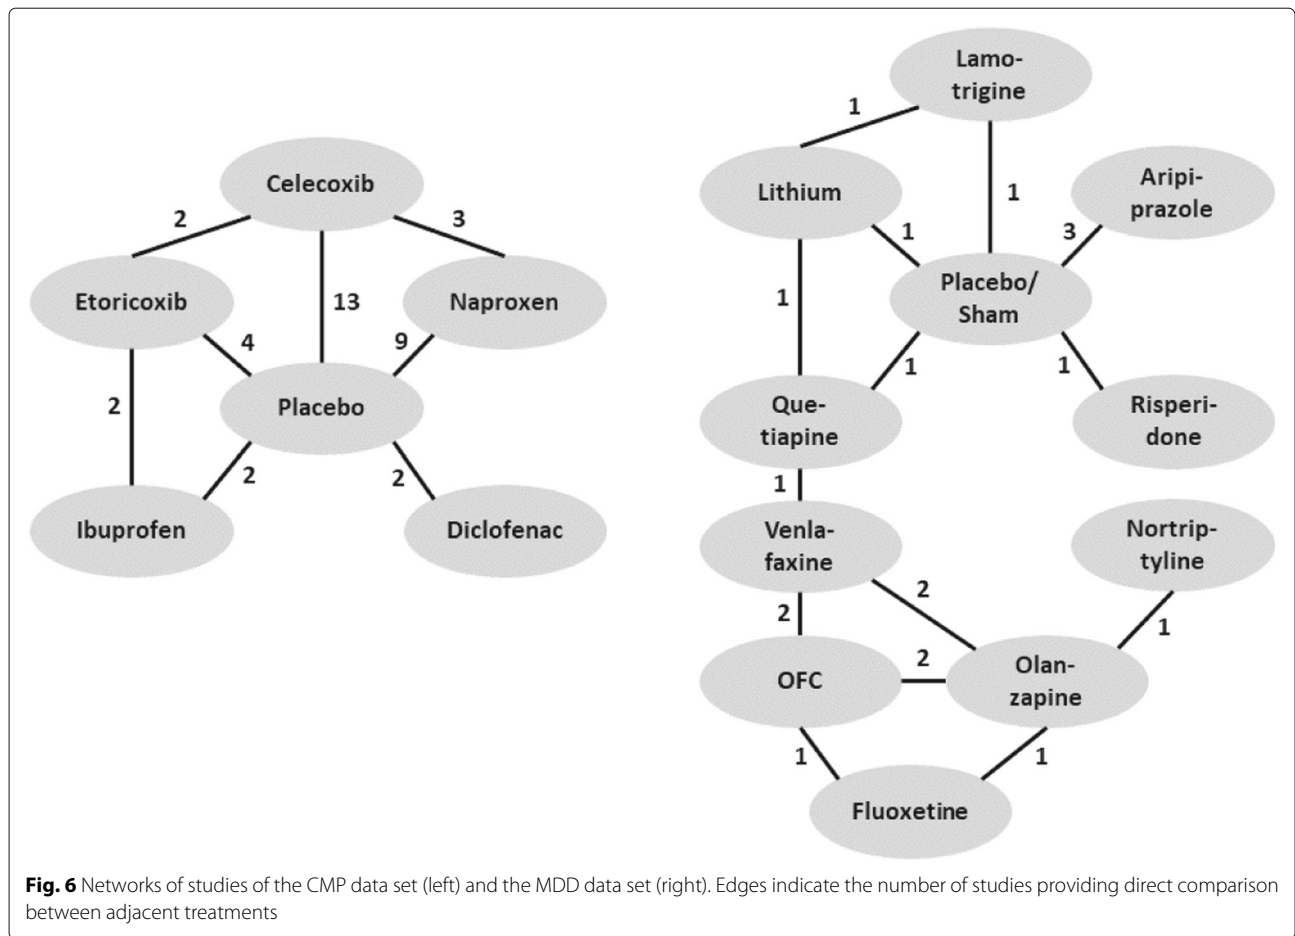 Celecoxib
2
3
Etoricoxib
13
Naproxen
4
9
2
Placebo
2
2
Ibuprofen
Diclofenac
Lamo-
trigine
1
Lithium
1
Aripi-
prazole
1
3
1
Placebo/
Sham
1
1
Que-
tiapine
Risperi-
done
1
Venla-
faxine
Nortrip-
tyline
2
2
1
OFC
2
Olan-
zapine
1
1
Fluoxetine
Fig. 6 Networks of studies of the CMP data set (left) and the MDD data set (right). Edges indicate the number of studies providing direct comparison
between adjacent treatments